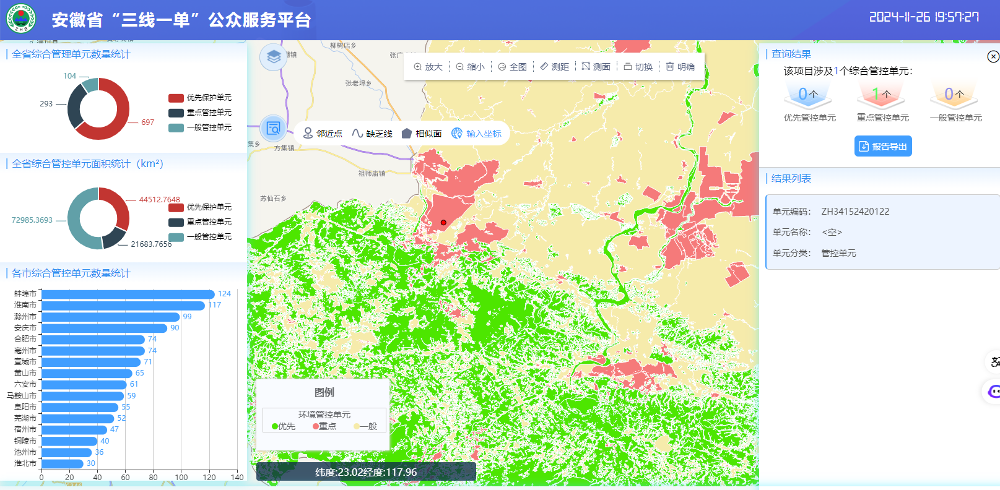 安徽省“三线一单”公众服务平台
2024-11-26 19:57:27
ZHB
全省综合管理单元数量统计
104
293
697
优先保护单元
重点管控单元
一般管控单元
全省综合管控单元面积统计（km²）
44512.7648
72985.3693
21683.7656
优先保护单元
重点管控单元
一般管控单元
各市综合管控单元数量统计
蚌埠市 124
淮南市 117
滁州市 99
安庆市 90
合肥市 74
亳州市 74
宣城市 71
黄山市 65
六安市 61
马鞍山市 59
阜阳市 55
芜湖市 52
宿州市 47
铜陵市 40
池州市 36
淮北市 30
0 20 40 60 80 100 120 140
柳树店乡
张广
棚镇
张老埠乡
集乡
方集镇
祖师庙镇
苏仙石乡
放大
缩小
全图
测距
测面
切换
明确
邻近点
缺乏线
相似面
输入坐标
图例
环境管控单元
优先 重点 一般
纬度:23.02经度:117.96
查询结果
该项目涉及1个综合管控单元：
0个
1个
0个
优先管控单元
重点管控单元
一般管控单元
报告导出
结果列表
单元编码： ZH34152420122
单元名称： <空>
单元分类： 管控单元